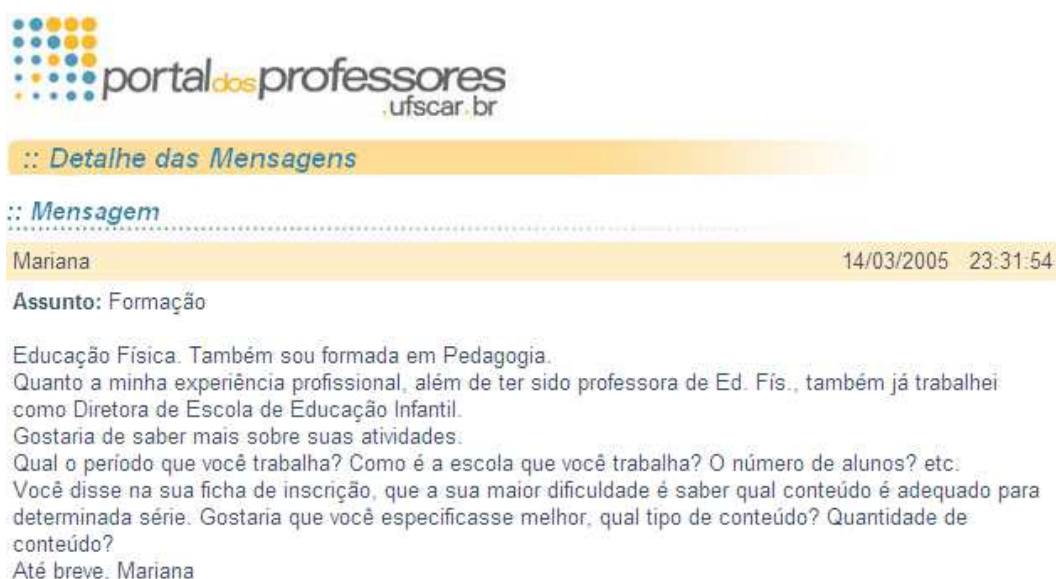 portaldosprofessores
.ufscar.br
:: Detalhe das Mensagens
:: Mensagem
Mariana 14/03/2005 23:31:54
Assunto: Formação
Educação Física. Também sou formada em Pedagogia.
Quanto a minha experiência profissional, além de ter sido professora de Ed. Fís., também já trabalhei
como Diretora de Escola de Educação Infantil.
Gostaria de saber mais sobre suas atividades.
Qual o período que você trabalha? Como é a escola que você trabalha? O número de alunos? etc.
Você disse na sua ficha de inscrição, que a sua maior dificuldade é saber qual conteúdo é adequado para
determinada série. Gostaria que você especificasse melhor, qual tipo de conteúdo? Quantidade de
conteúdo?
Até breve, Mariana